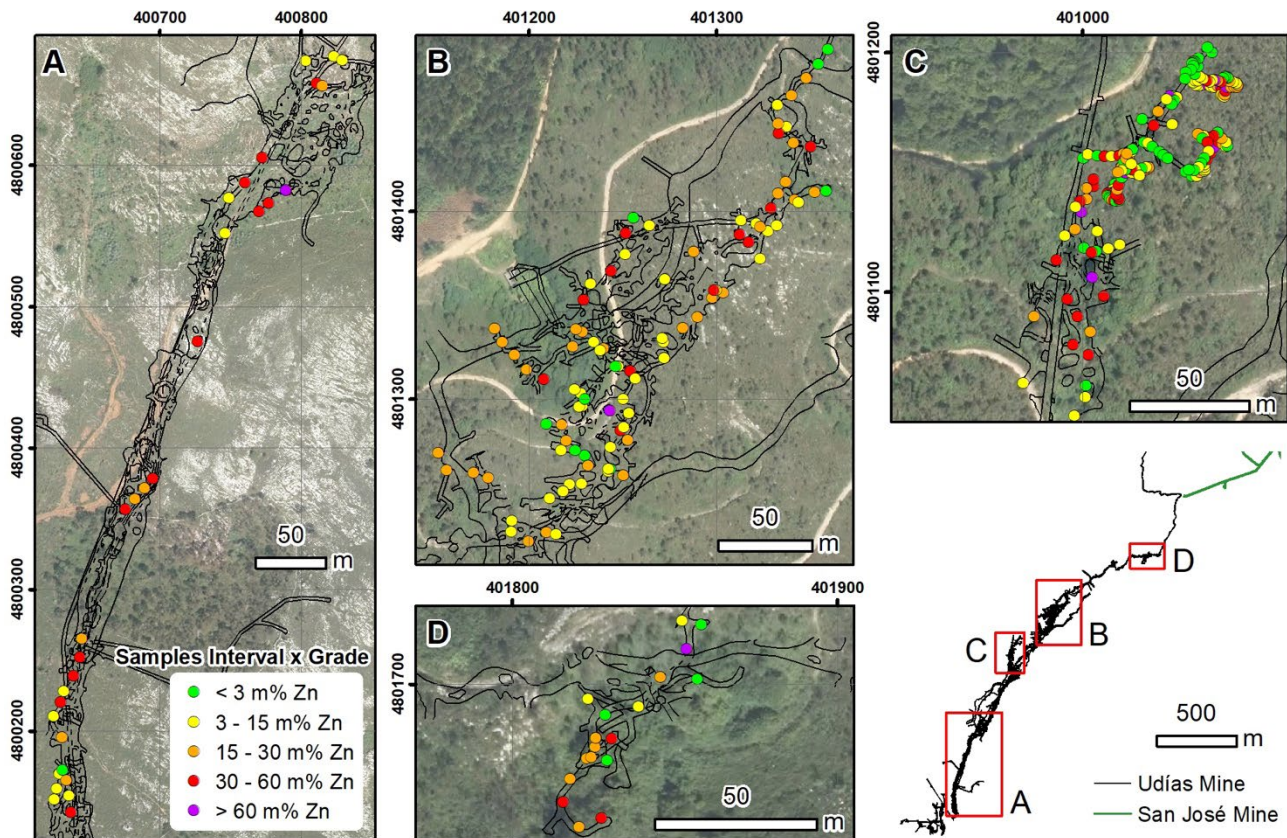 400700
400800
A
4800600
4800500
4800400
4800300
4800200
50
m
Samples Interval x Grade
< 3 m% Zn
3 - 15 m% Zn
15 - 30 m% Zn
30 - 60 m% Zn
> 60 m% Zn
401200
401300
B
4801400
4801300
50
m
401000
C
4801200
4801100
50
m
401800
401900
D
4801700
50
m
D
B
C
A
500
m
Udías Mine
San José Mine